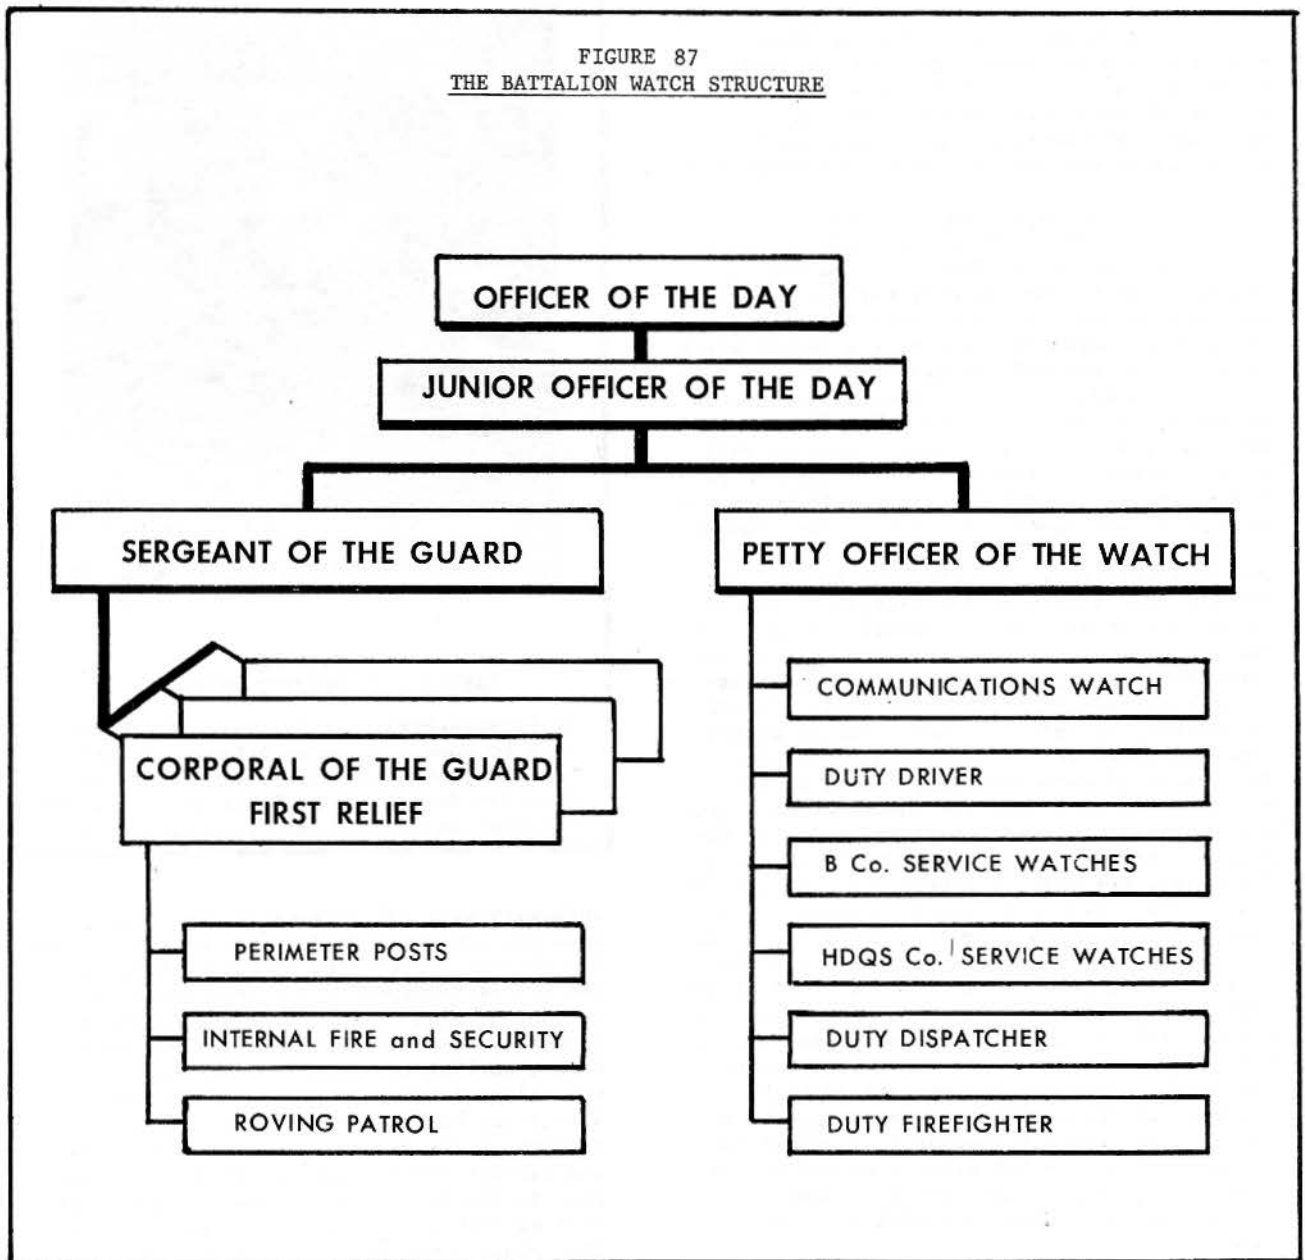 FIGURE 87
THE BATTALION WATCH STRUCTURE
OFFICER OF THE DAY
JUNIOR OFFICER OF THE DAY
SERGEANT OF THE GUARD
PETTY OFFICER OF THE WATCH
CORPORAL OF THE GUARD
FIRST RELIEF
PERIMETER POSTS
INTERNAL FIRE and SECURITY
ROVING PATROL
COMMUNICATIONS WATCH
DUTY DRIVER
B Co. SERVICE WATCHES
HDQS Co. SERVICE WATCHES
DUTY DISPATCHER
DUTY FIREFIGHTER